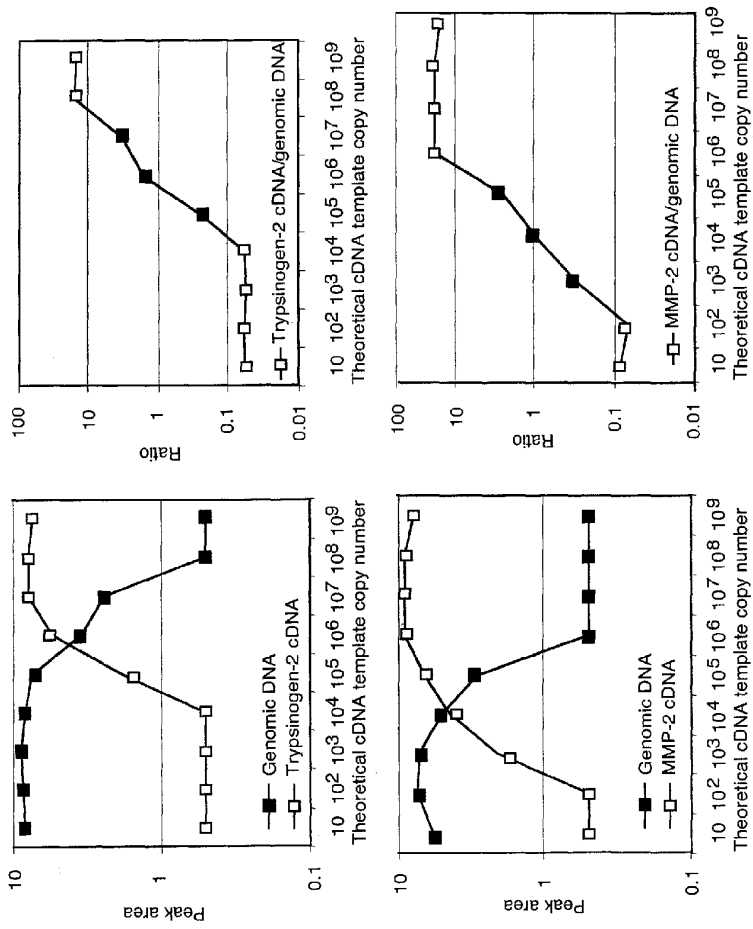 10
1
0.1
Peak area
Genomic DNA
Trypsinogen-2 cDNA
10 10² 10³ 10⁴ 10⁵ 10⁶ 10⁷ 10⁸ 10⁹
Theoretical cDNA template copy number
100
10
1
0.1
0.01
Ratio
Trypsinogen-2 cDNA/genomic DNA
10 10² 10³ 10⁴ 10⁵ 10⁶ 10⁷ 10⁸ 10⁹
Theoretical cDNA template copy number
10
1
0.1
Peak area
Genomic DNA
MMP-2 cDNA
10 10² 10³ 10⁴ 10⁵ 10⁶ 10⁷ 10⁸ 10⁹
Theoretical cDNA template copy number
100
10
1
0.1
0.01
Ratio
MMP-2 cDNA/genomic DNA
10 10² 10³ 10⁴ 10⁵ 10⁶ 10⁷ 10⁸ 10⁹
Theoretical cDNA template copy number